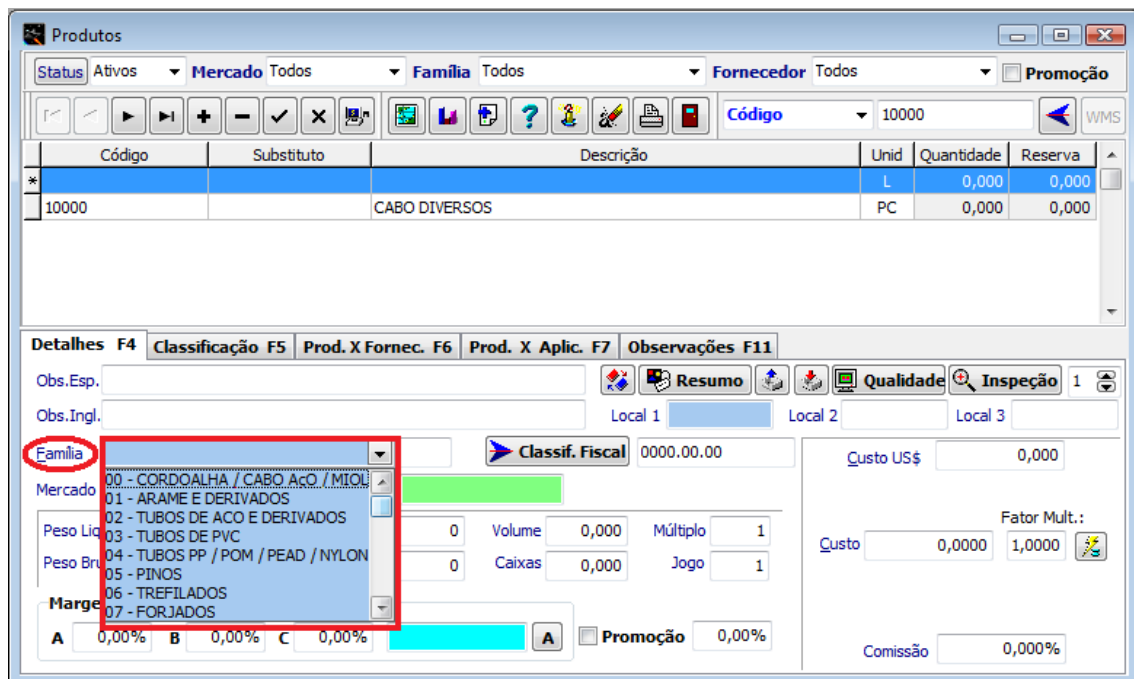 Produtos
Status Ativos Mercado Todos Família Todos Fornecedor Todos Promoção
Código 10000 WMS
Código Substituto Descrição Unid Quantidade Reserva
* L 0,000 0,000
10000 CABO DIVERSOS PC 0,000 0,000
Detalhes F4 Classificação F5 Prod. X Fornec. F6 Prod. X Aplic. F7 Observações F11
Obs.Esp. Resumo Qualidade Inspeção 1
Obs.Ingl. Local 1 Local 2 Local 3
Família Classif. Fiscal 0000.00.00 Custo US$ 0,000
00 - CORDOALHA / CABO AçO / MIOL
Mercado 01 - ARAME E DERIVADOS
02 - TUBOS DE ACO E DERIVADOS
Peso Liq 03 - TUBOS DE PVC 0 Volume 0,000 Múltiplo 1 Fator Mult.:
04 - TUBOS PP / POM / PEAD / NYLON Custo 0,0000 1,0000
Peso Bru 05 - PINOS 0 Caixas 0,000 Jogo 1
06 - TREFILADOS
Marge 07 - FORJADOS
A 0,00% B 0,00% C 0,00% A Promoção 0,00%
Comissão 0,000%